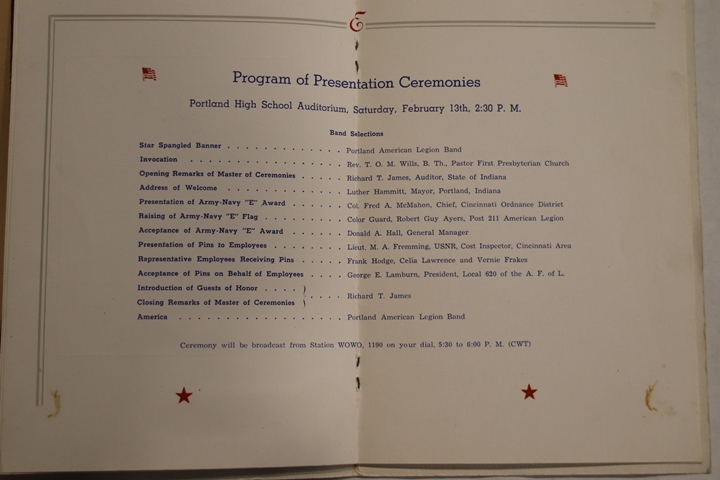 E
Program of Presentation Ceremonies
Portland High School Auditorium, Saturday, February 13th, 2:30 P. M.
Band Selections
Star Spangled Banner . . . . . . . . . . . . . Portland American Legion Band
Invocation . . . . . . . . . . . . . . . . . Rev. T. O. M. Wills, B. Th., Pastor First Presbyterian Church
Opening Remarks of Master of Ceremonies . . . . . Richard T. James, Auditor, State of Indiana
Address of Welcome . . . . . . . . . . . . . Luther Hammitt, Mayor, Portland, Indiana
Presentation of Army-Navy "E" Award . . . . . . Col. Fred A. McMahon, Chief, Cincinnati Ordnance District
Raising of Army-Navy "E" Flag . . . . . . . . . Color Guard, Robert Guy Ayers, Post 211 American Legion
Acceptance of Army-Navy "E" Award . . . . . . Donald A. Hall, General Manager
Presentation of Pins to Employees . . . . . . . . Lieut. M. A. Fremming, USNR, Cost Inspector, Cincinnati Area
Representative Employees Receiving Pins . . . . . Frank Hodge, Celia Lawrence and Vernie Frakes
Acceptance of Pins on Behalf of Employees . . . . George E. Lamburn, President, Local 620 of the A. F. of L.
Introduction of Guests of Honor . . . . .
. . . . Richard T. James
Closing Remarks of Master of Ceremonies
America . . . . . . . . . . . . . . . . . . Portland American Legion Band
Ceremony will be broadcast from Station WOWO, 1190 on your dial, 5:30 to 6:00 P. M. (CWT)